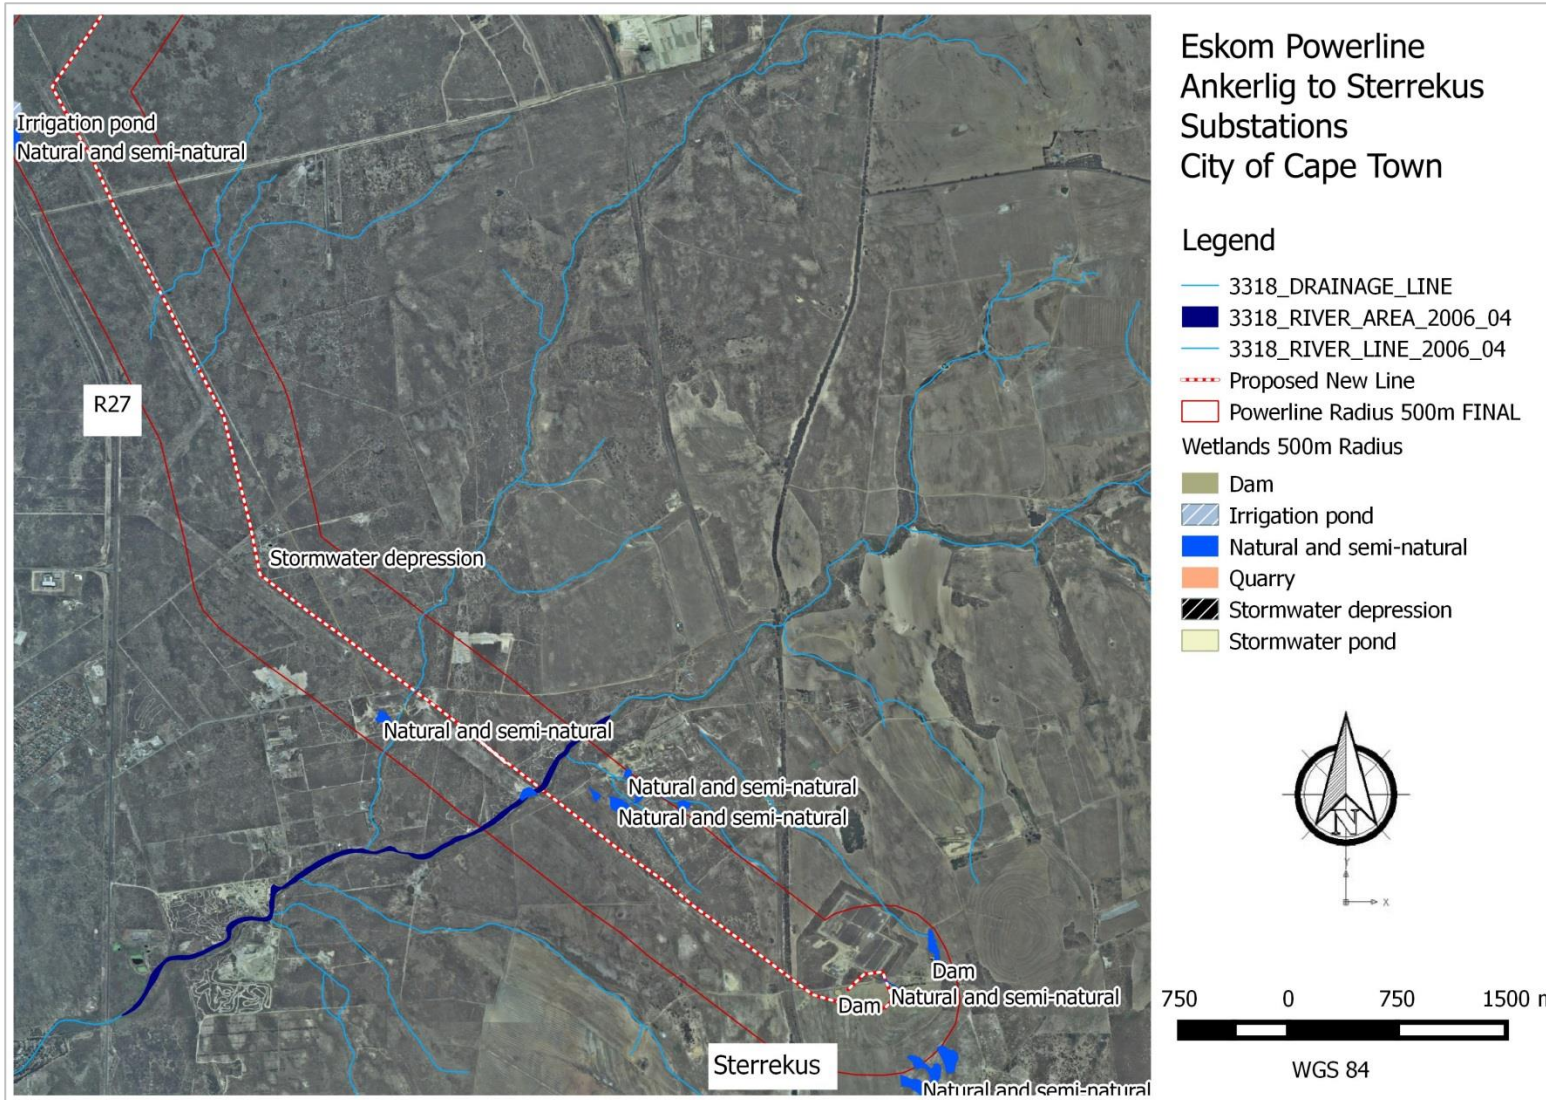 Eskom Powerline
Ankerlig to Sterrekus
Substations
City of Cape Town
Legend
3318_DRAINAGE_LINE
3318_RIVER_AREA_2006_04
3318_RIVER_LINE_2006_04
Proposed New Line
Powerline Radius 500m FINAL
Wetlands 500m Radius
Dam
Irrigation pond
Natural and semi-natural
Quarry
Stormwater depression
Stormwater pond
N
Y
X
750 0 750 1500 m
WGS 84
Irrigation pond
Natural and semi-natural
R27
Stormwater depression
Natural and semi-natural
Natural and semi-natural
Natural and semi-natural
Dam
Natural and semi-natural
Dam
Sterrekus
Natural and semi-natural